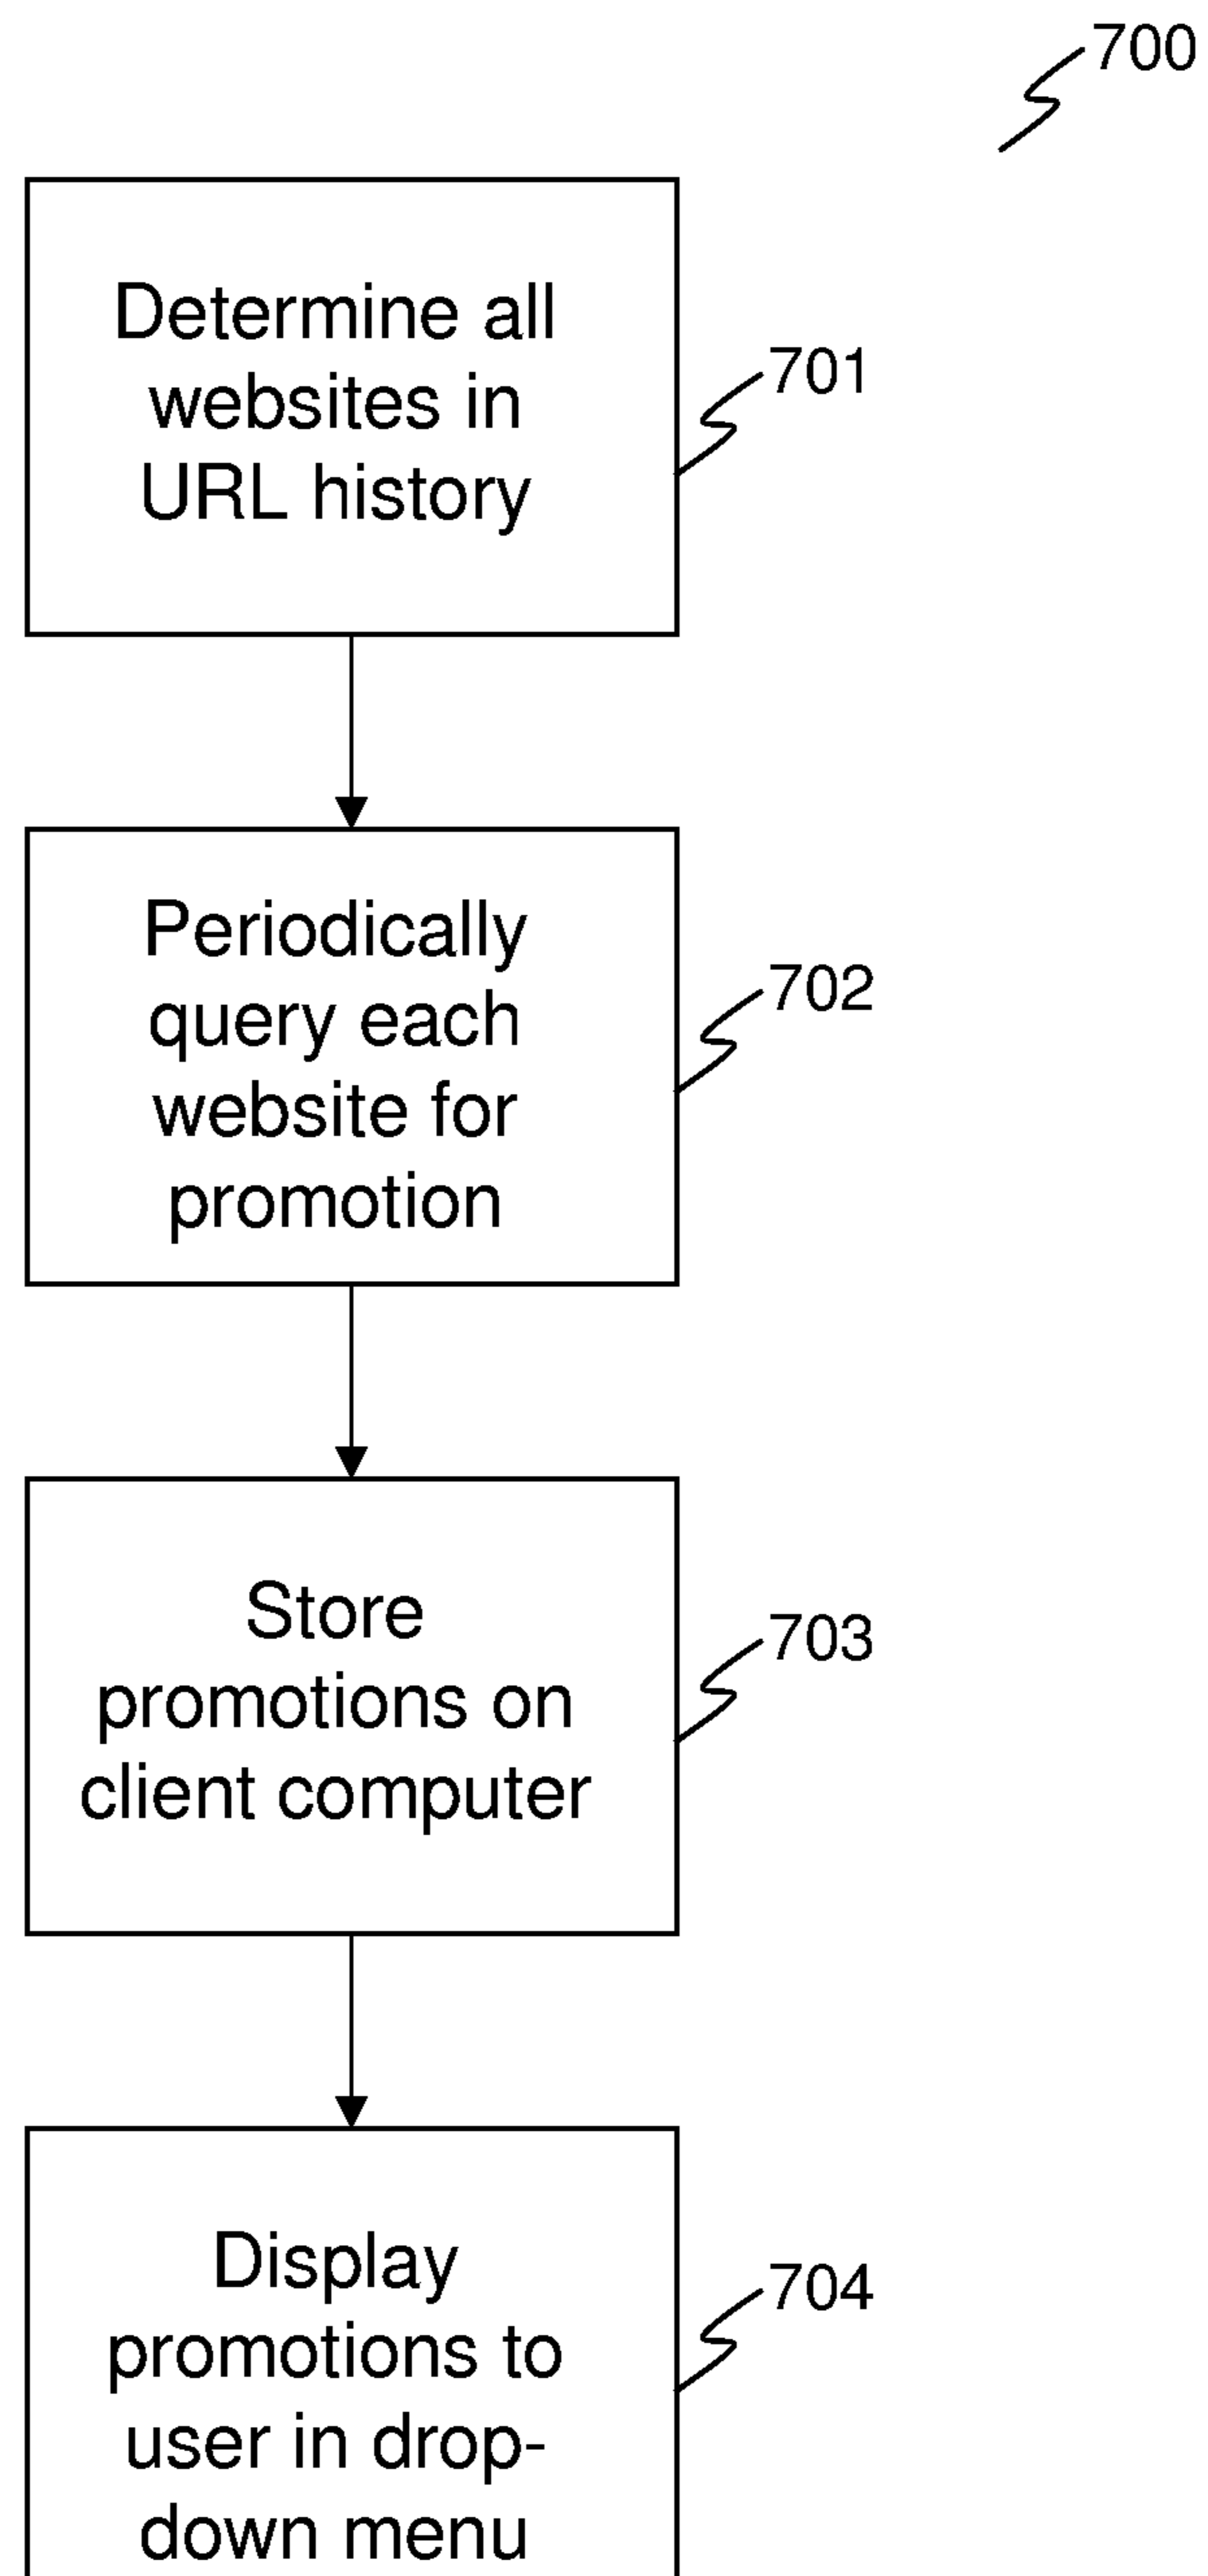 700
Determine all
websites in
URL history
701
Periodically
query each
website for
promotion
702
Store
promotions on
client computer
703
Display
promotions to
user in drop-
down menu
704